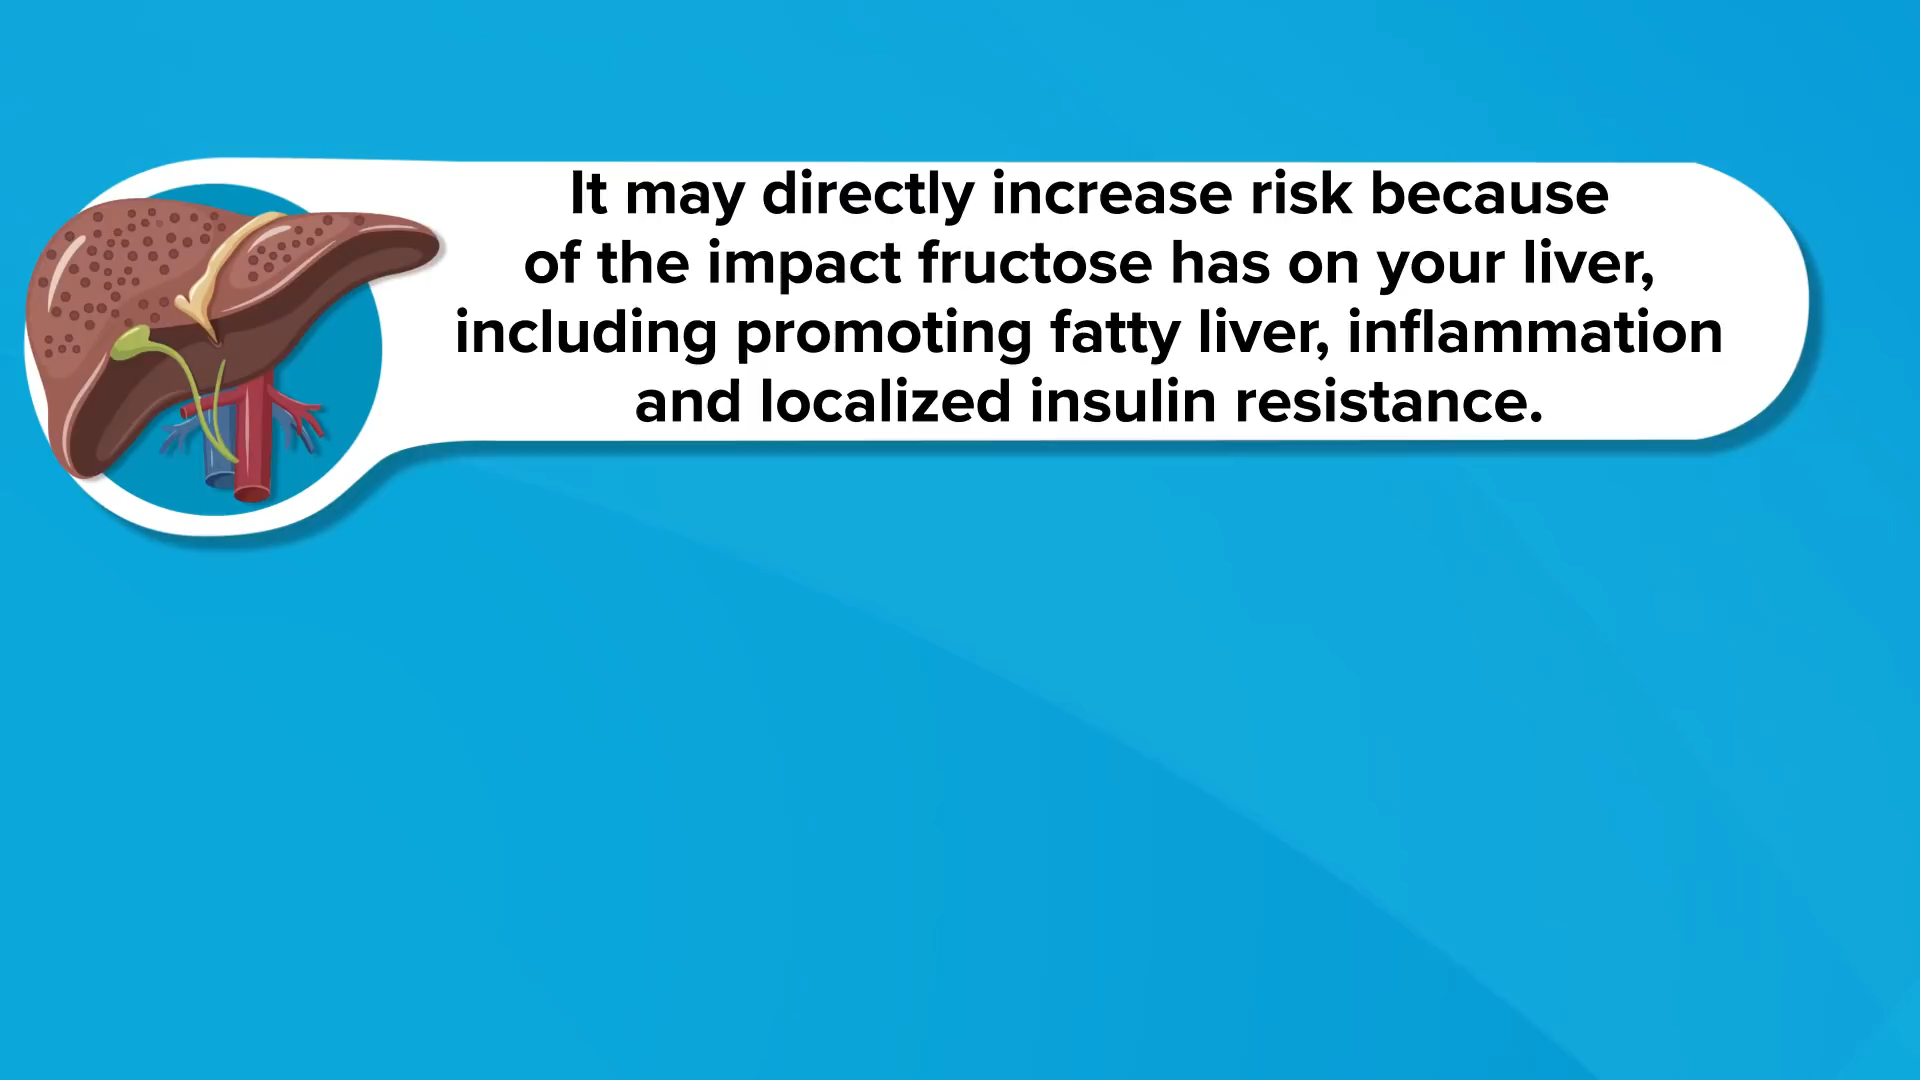 It may directly increase risk because
of the impact fructose has on your liver,
including promoting fatty liver, inflammation
and localized insulin resistance.